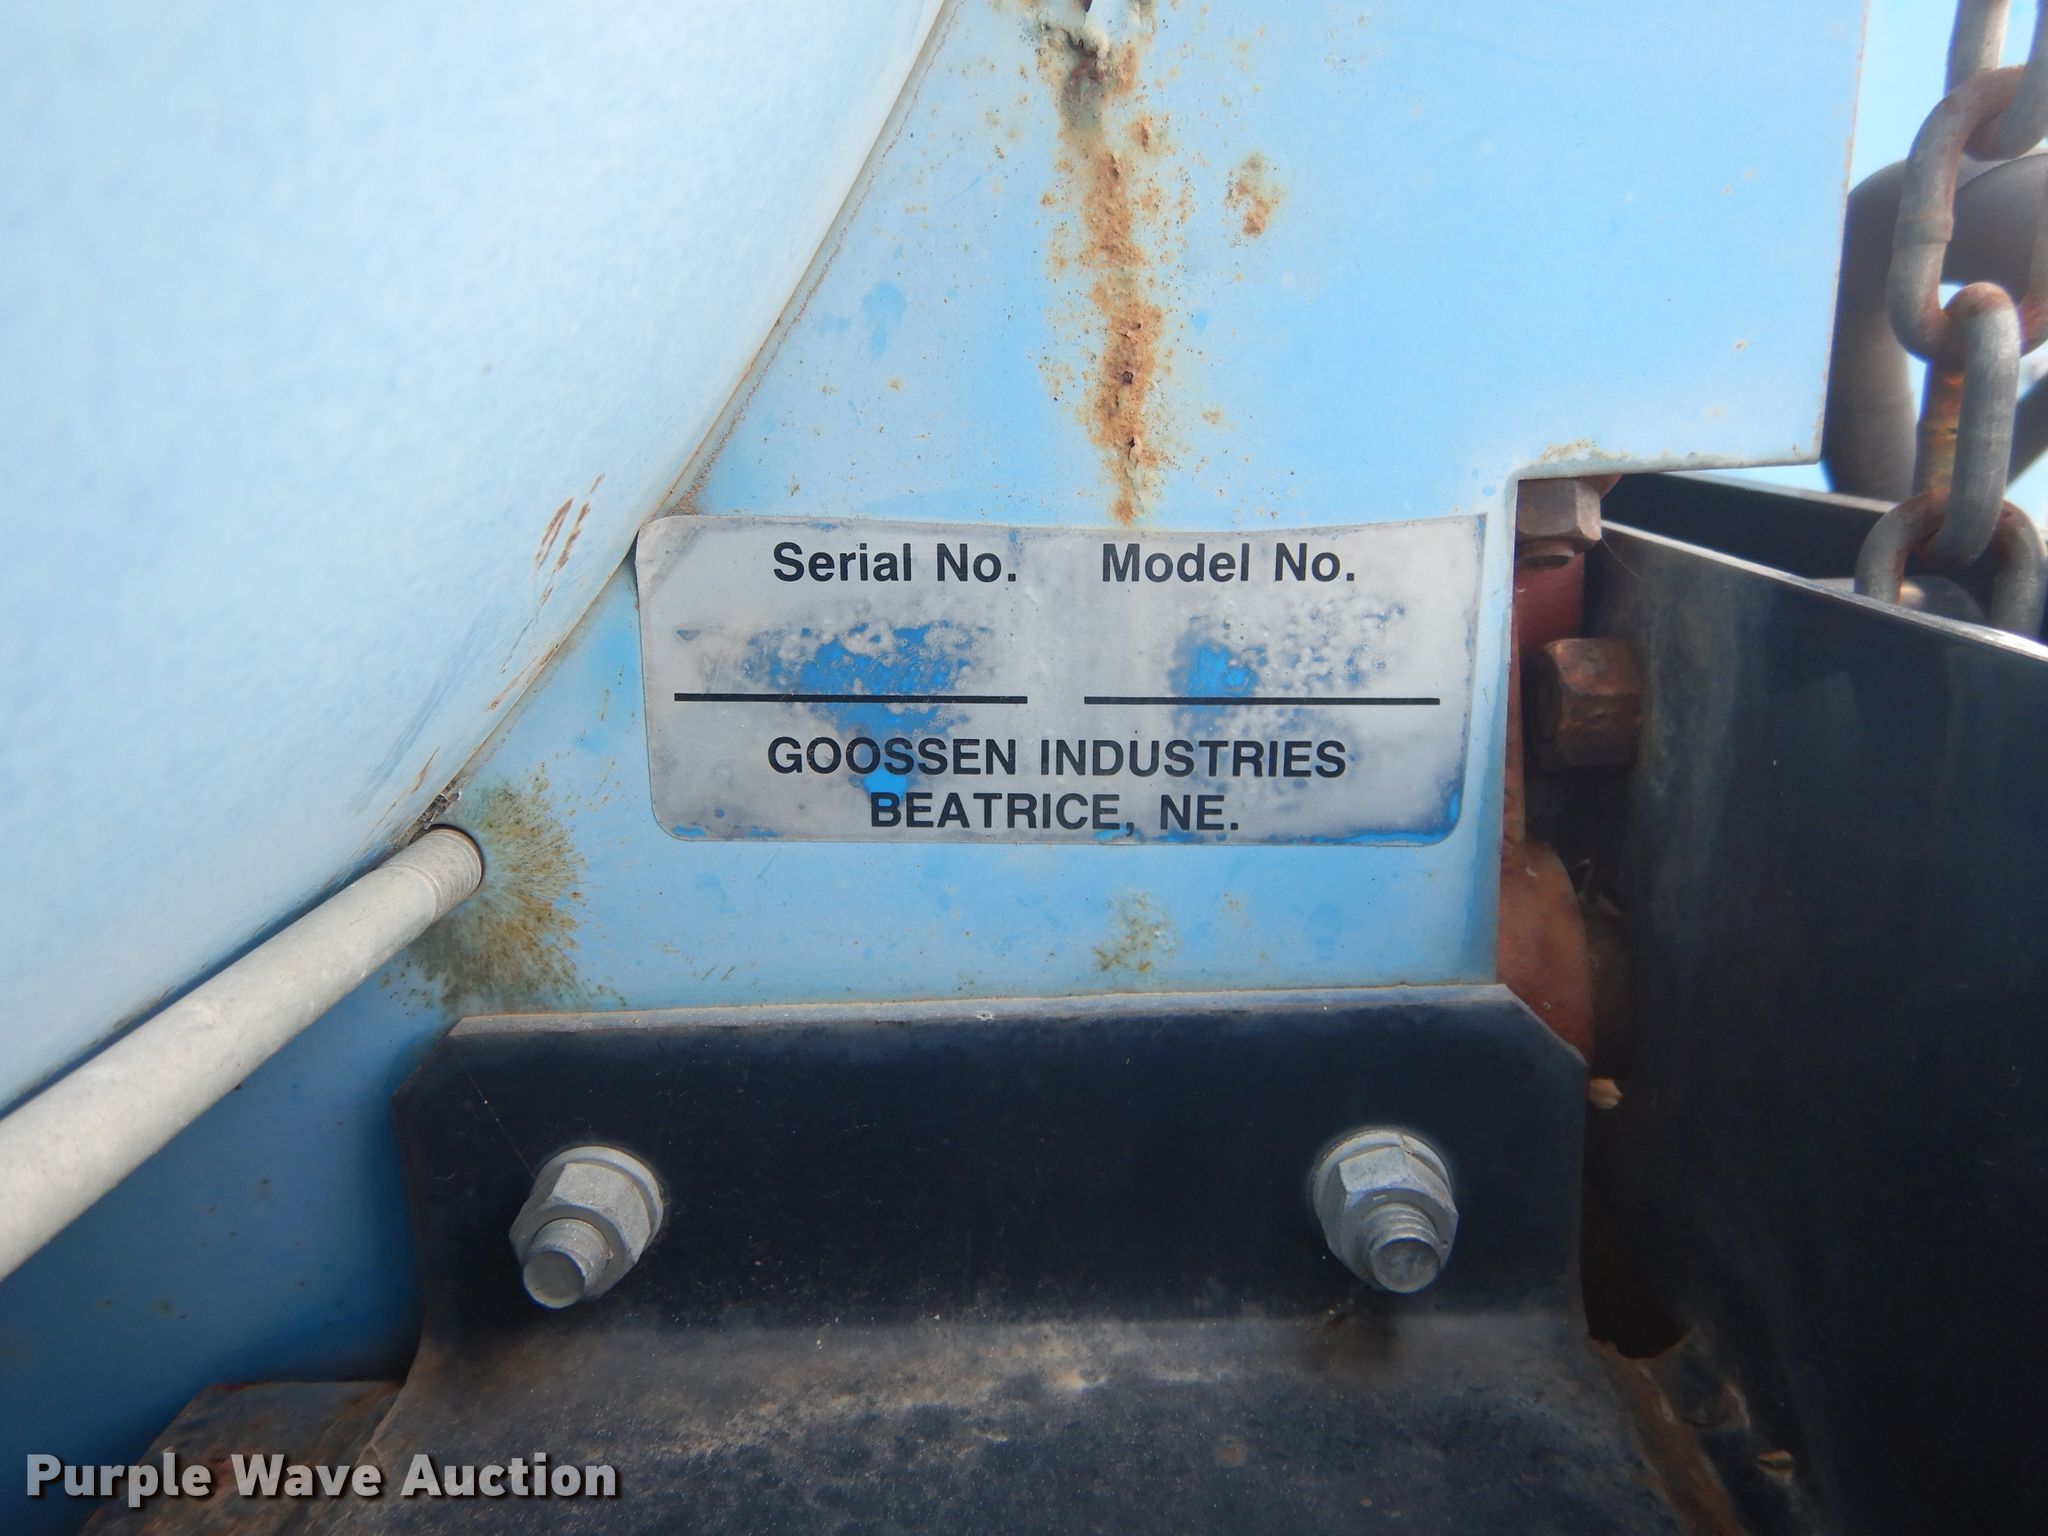 Serial No. Model No.
GOOSSEN INDUSTRIES
BEATRICE, NE.
Purple Wave Auction